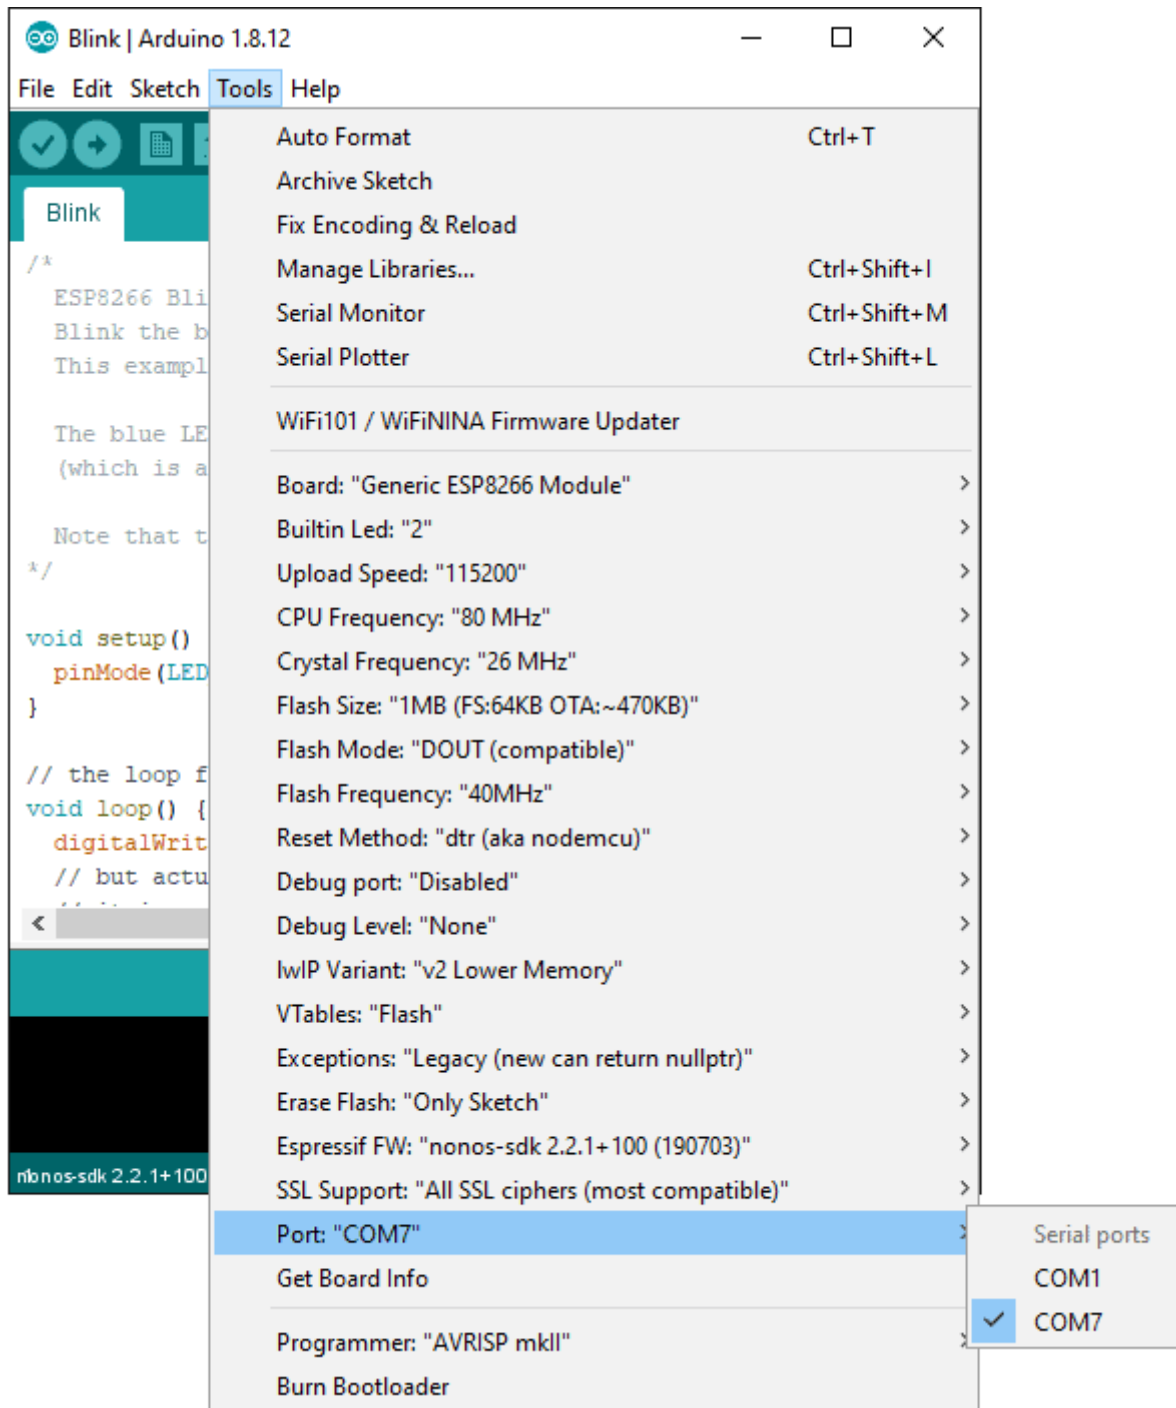 Blink | Arduino 1.8.12
File Edit Sketch Tools Help
Auto Format Ctrl+T
Archive Sketch
Fix Encoding & Reload
Manage Libraries... Ctrl+Shift+I
Serial Monitor Ctrl+Shift+M
Serial Plotter Ctrl+Shift+L
WiFi101 / WiFiNINA Firmware Updater
Board: "Generic ESP8266 Module"
Builtin Led: "2"
Upload Speed: "115200"
CPU Frequency: "80 MHz"
Crystal Frequency: "26 MHz"
Flash Size: "1MB (FS:64KB OTA:~470KB)"
Flash Mode: "DOUT (compatible)"
Flash Frequency: "40MHz"
Reset Method: "dtr (aka nodemcu)"
Debug port: "Disabled"
Debug Level: "None"
lwIP Variant: "v2 Lower Memory"
VTables: "Flash"
Exceptions: "Legacy (new can return nullptr)"
Erase Flash: "Only Sketch"
Espressif FW: "nonos-sdk 2.2.1+100 (190703)"
SSL Support: "All SSL ciphers (most compatible)"
Port: "COM7"
Get Board Info
Programmer: "AVRISP mkII"
Burn Bootloader
Serial ports
COM1
COM7
Blink
/*
ESP8266 Bli
Blink the b
This exampl
The blue LE
(which is a
Note that t
*/
void setup()
pinMode(LED
}
// the loop f
void loop() {
digitalWrit
// but actu
sdk 2.2.1+100